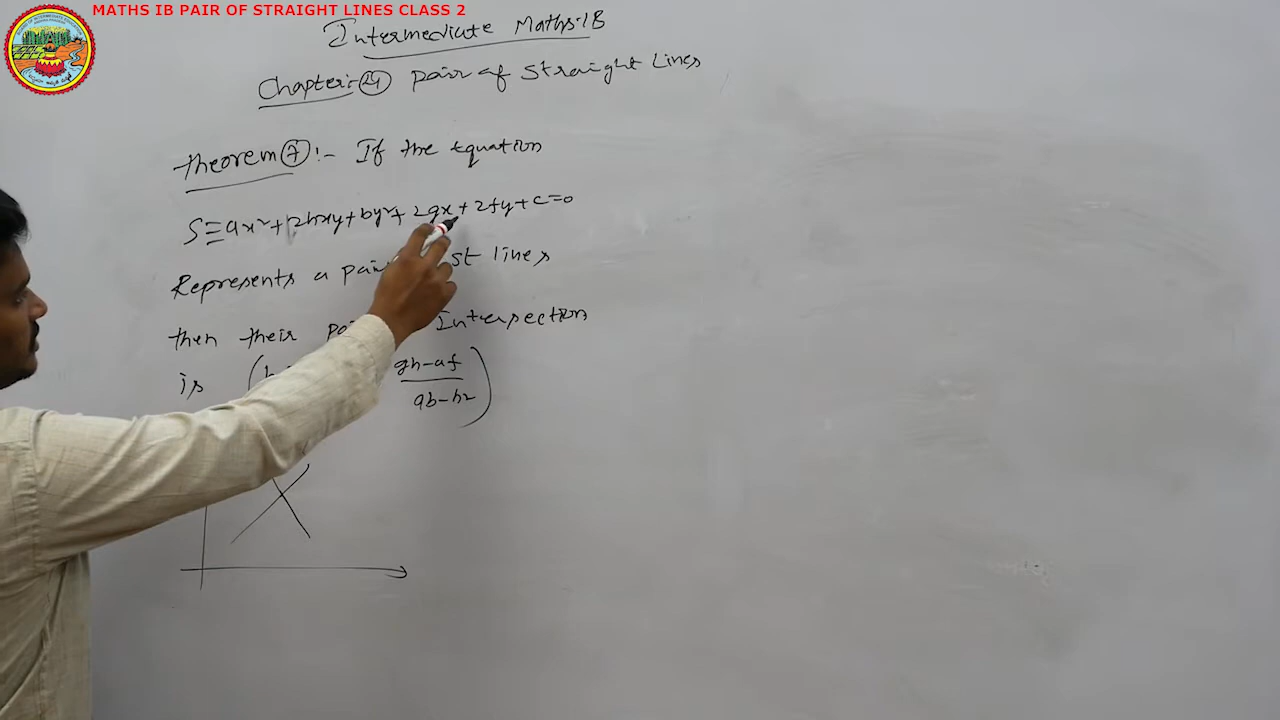 MATHS IB PAIR OF STRAIGHT LINES CLASS 2
Intermediate Maths-IB
Chapter:- 24 Pair of Straight Lines
Theorem 7 :- If the equation
S≡ax²+2hxy+by²+2gx+2fy+c=0
Represents a pair st lines
then their Intersection
is ( gh-af / ab-h2 )